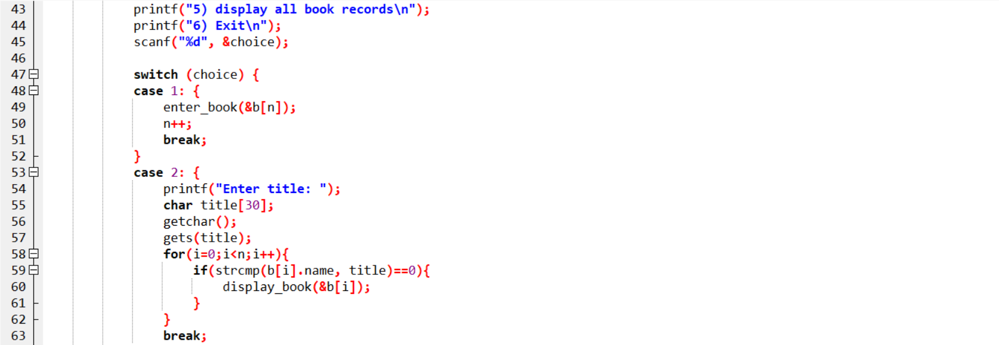 43 printf("5) display all book records\n");
44 printf("6) Exit\n");
45 scanf("%d", &choice);
46
47 switch (choice) {
48 case 1: {
49 enter_book(&b[n]);
50 n++;
51 break;
52 }
53 case 2: {
54 printf("Enter title: ");
55 char title[30];
56 getchar();
57 gets(title);
58 for(i=0;i<n;i++){
59 if(strcmp(b[i].name, title)==0){
60 display_book(&b[i]);
61 }
62 }
63 break;